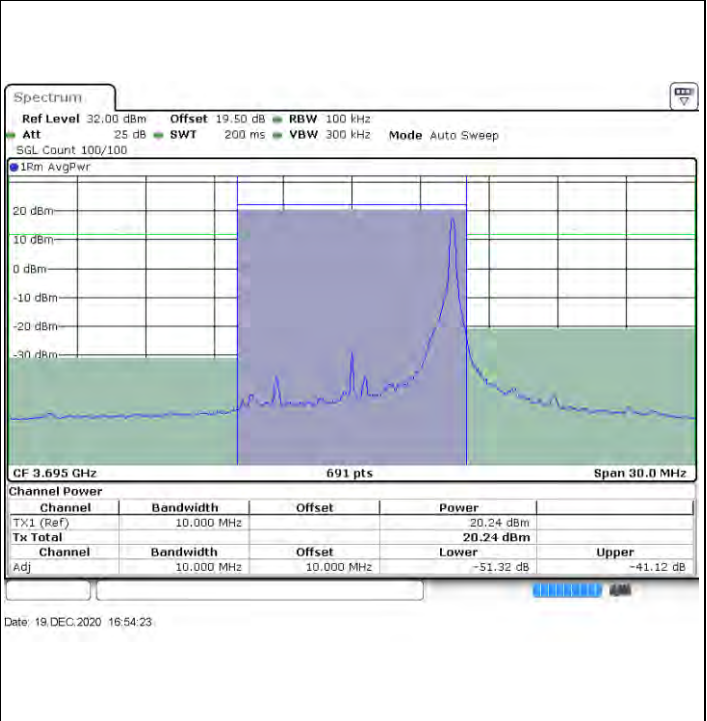 Spectrum
Ref Level 32.00 dBm Offset 19.50 dB RBW 100 kHz
Att 25 dB SWT 200 ms VBW 300 kHz Mode Auto Sweep
SGL Count 100/100
1Rm AvgPwr
20 dBm
10 dBm
0 dBm
-10 dBm
-20 dBm
-30 dBm
CF 3.695 GHz 691 pts Span 30.0 MHz
Channel Power
Channel Bandwidth Offset Power
TX1 (Ref) 10.000 MHz 20.24 dBm
Tx Total 20.24 dBm
Channel Bandwidth Offset Lower Upper
Adj 10.000 MHz 10.000 MHz -51.32 dB -41.12 dB
Date: 19.DEC.2020 16:54:23